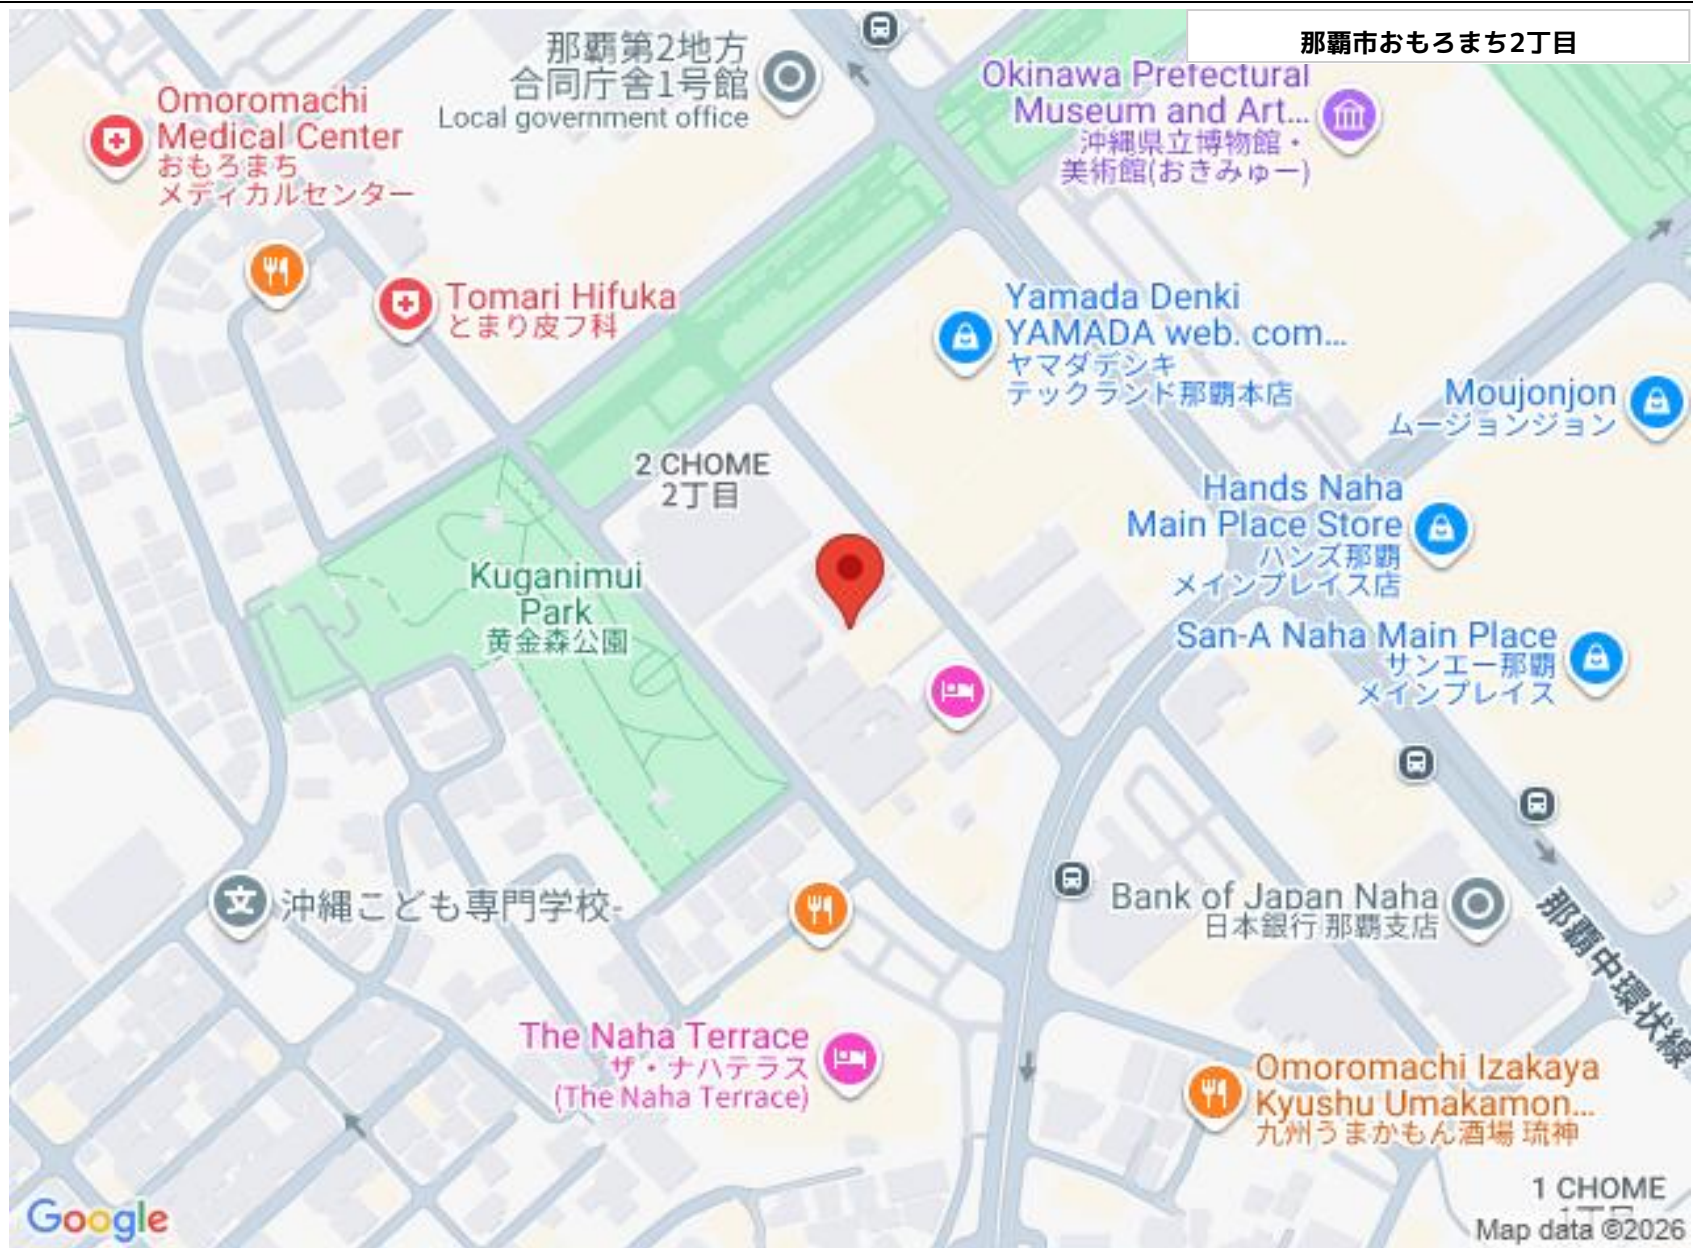 那覇市おもろまち2丁目
那覇第2地方
合同庁舎1号館
Local government office
Okinawa Prefectural
Museum and Art...
沖縄県立博物館・
美術館(おきみゅー)
Omoromachi
Medical Center
おもろまち
メディカルセンター
Tomari Hifuka
とまり皮フ科
Yamada Denki
YAMADA web. com...
ヤマダデンキ
テックランド那覇本店
Moujonjon
ムージョンジョン
2 CHOME
2丁目
Hands Naha
Main Place Store
ハンズ那覇
メインプレイス店
Kuganimui
Park
黄金森公園
San-A Naha Main Place
サンエー那覇
メインプレイス
沖縄こども専門学校-
Bank of Japan Naha
日本銀行 那覇支店
那覇中環状線
The Naha Terrace
ザ・ナハテラス
(The Naha Terrace)
Omoromachi Izakaya
Kyushu Umakamon...
九州うまかもん酒場 琉神
1 CHOME
1丁目
Google
Map data ©2026